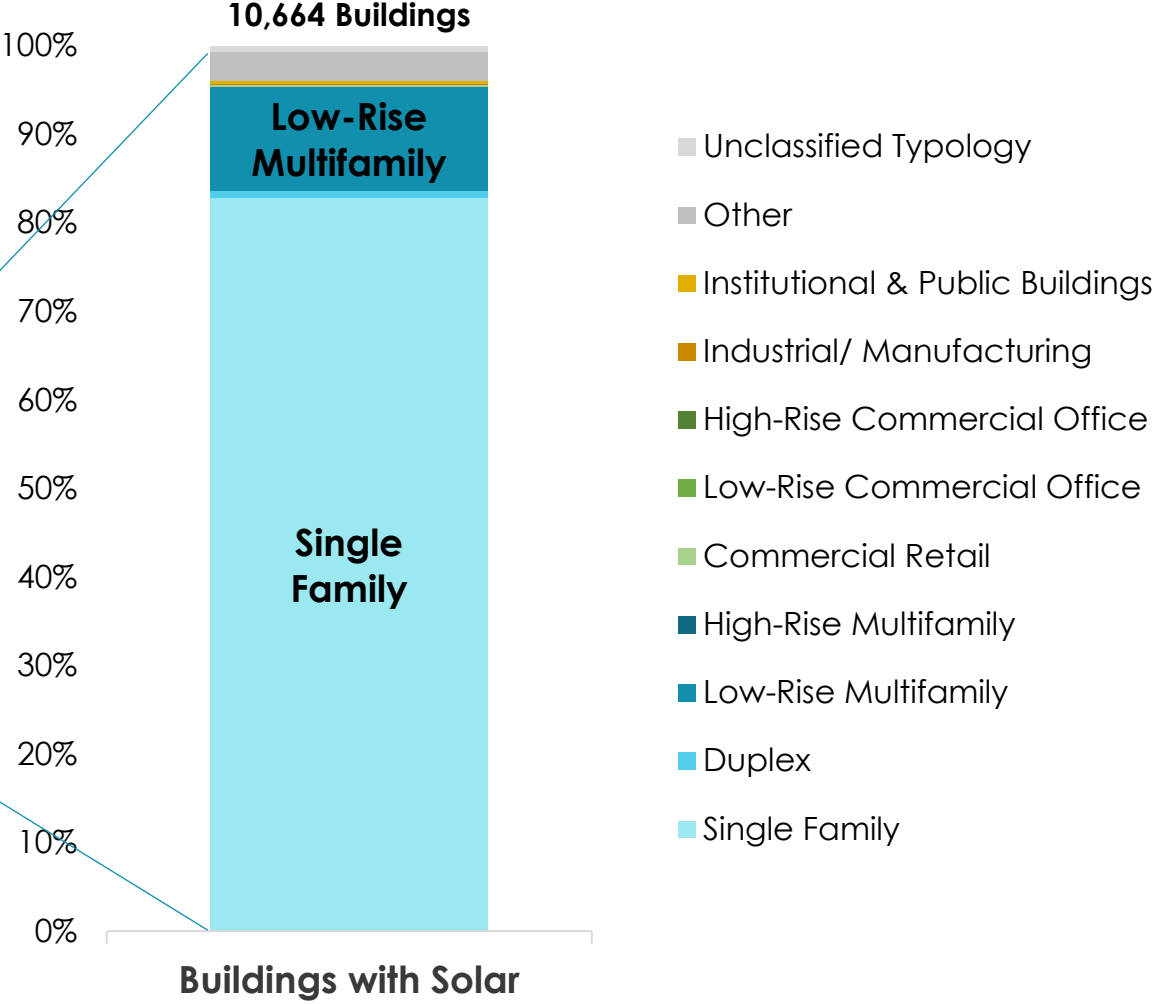 10,664 Buildings
100%
90%
80%
70%
60%
50%
40%
30%
20%
10%
0%
Low-Rise
Multifamily
Single
Family
Buildings with Solar
Unclassified Typology
Other
Institutional & Public Buildings
Industrial/ Manufacturing
High-Rise Commercial Office
Low-Rise Commercial Office
Commercial Retail
High-Rise Multifamily
Low-Rise Multifamily
Duplex
Single Family